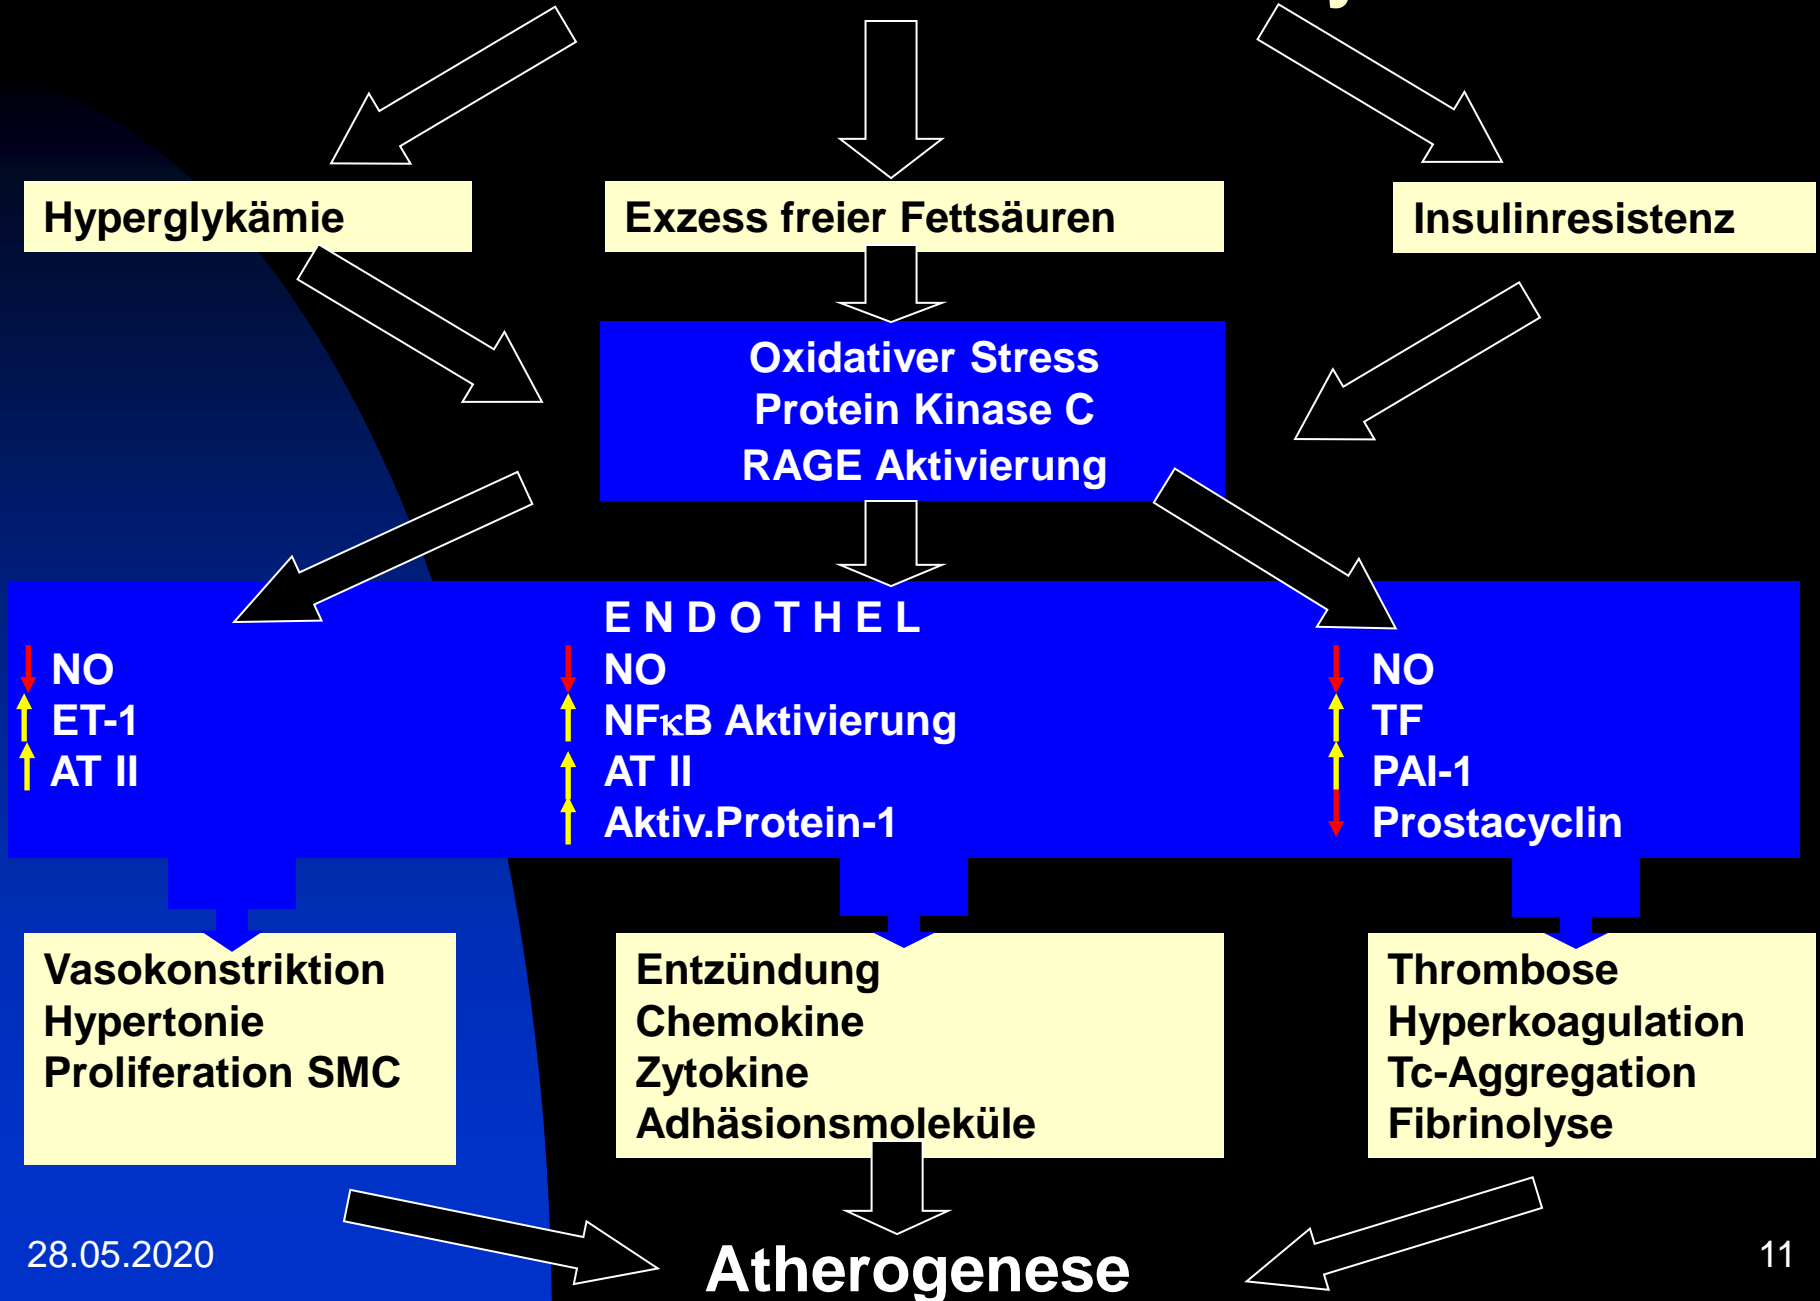 Hyperglykämie
Exzess freier Fettsäuren
Insulinresistenz
Oxidativer Stress
Protein Kinase C
RAGE Aktivierung
E N D O T H E L
NO
ET-1
AT II
NO
NFκB Aktivierung
AT II
Aktiv.Protein-1
NO
TF
PAI-1
Prostacyclin
Vasokonstriktion
Hypertonie
Proliferation SMC
Entzündung
Chemokine
Zytokine
Adhäsionsmoleküle
Thrombose
Hyperkoagulation
Tc-Aggregation
Fibrinolyse
28.05.2020
Atherogenese
11